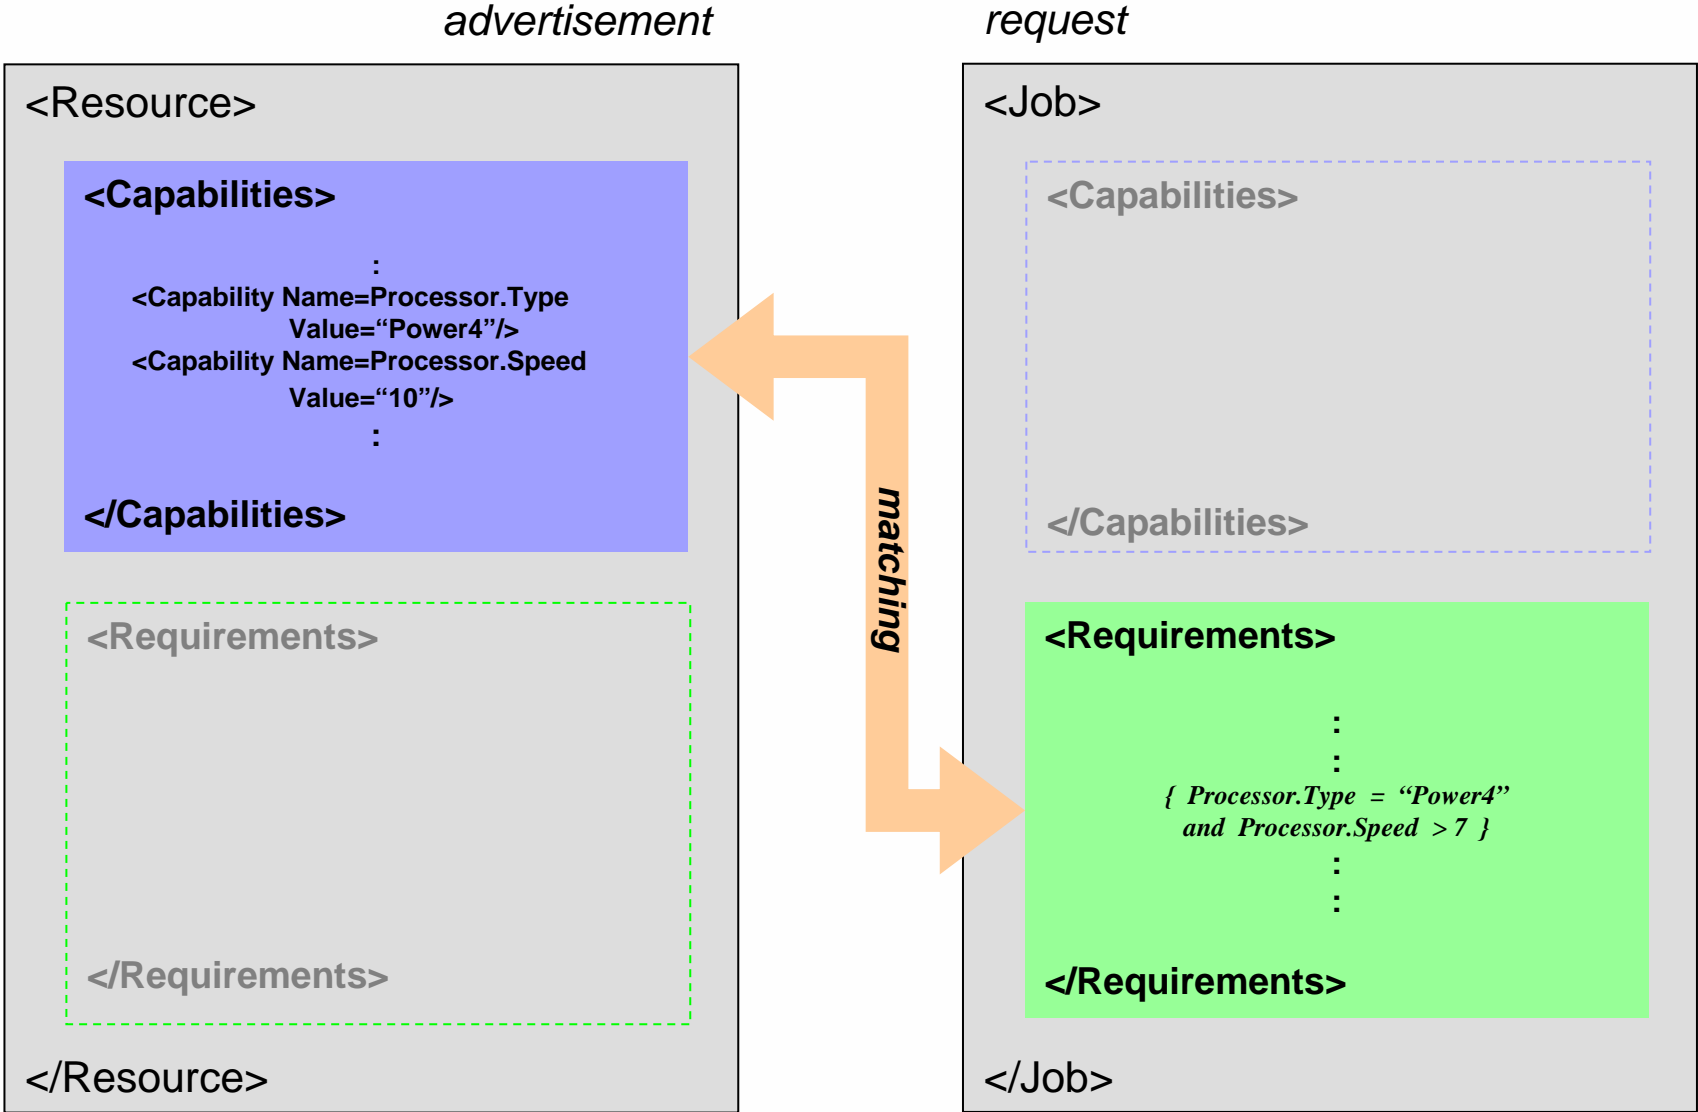 advertisement
request
<Resource>
<Capabilities>
:
<Capability Name=Processor.Type
Value=“Power4”/>
<Capability Name=Processor.Speed
Value=“10”/>
:
</Capabilities>
<Requirements>
</Requirements>
</Resource>
matching
<Job>
<Capabilities>
</Capabilities>
<Requirements>
:
:
{ Processor.Type = “Power4”
and Processor.Speed > 7 }
:
:
</Requirements>
</Job>